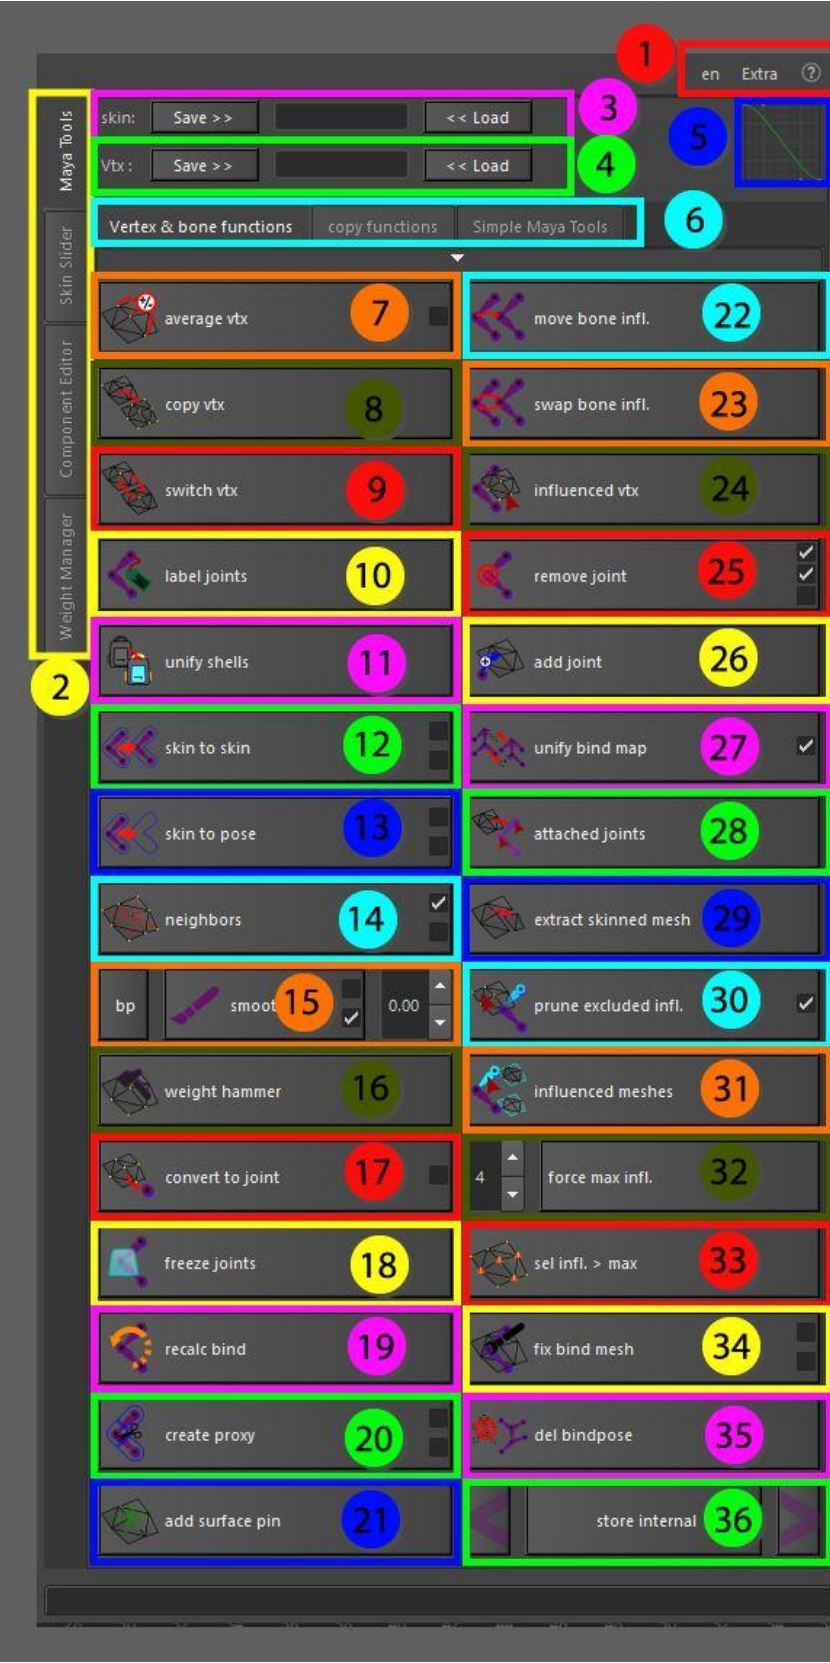 1
en Extra ?
Maya Tools
Skin Slider
Component Editor
Weight Manager
2
skin: Save >> << Load 3
Vtx : Save >> << Load 4
5
Vertex & bone functions copy functions Simple Maya Tools 6
average vtx 7
move bone infl. 22
copy vtx 8
swap bone infl. 23
switch vtx 9
influenced vtx 24
label joints 10
remove joint 25
unify shells 11
add joint 26
skin to skin 12
unify bind map 27
skin to pose 13
attached joints 28
neighbors 14
extract skinned mesh 29
bp smoot 15 0.00
prune excluded infl. 30
weight hammer 16
influenced meshes 31
convert to joint 17
4 force max infl. 32
freeze joints 18
sel infl. > max 33
recalc bind 19
fix bind mesh 34
create proxy 20
del bindpose 35
add surface pin 21
store internal 36